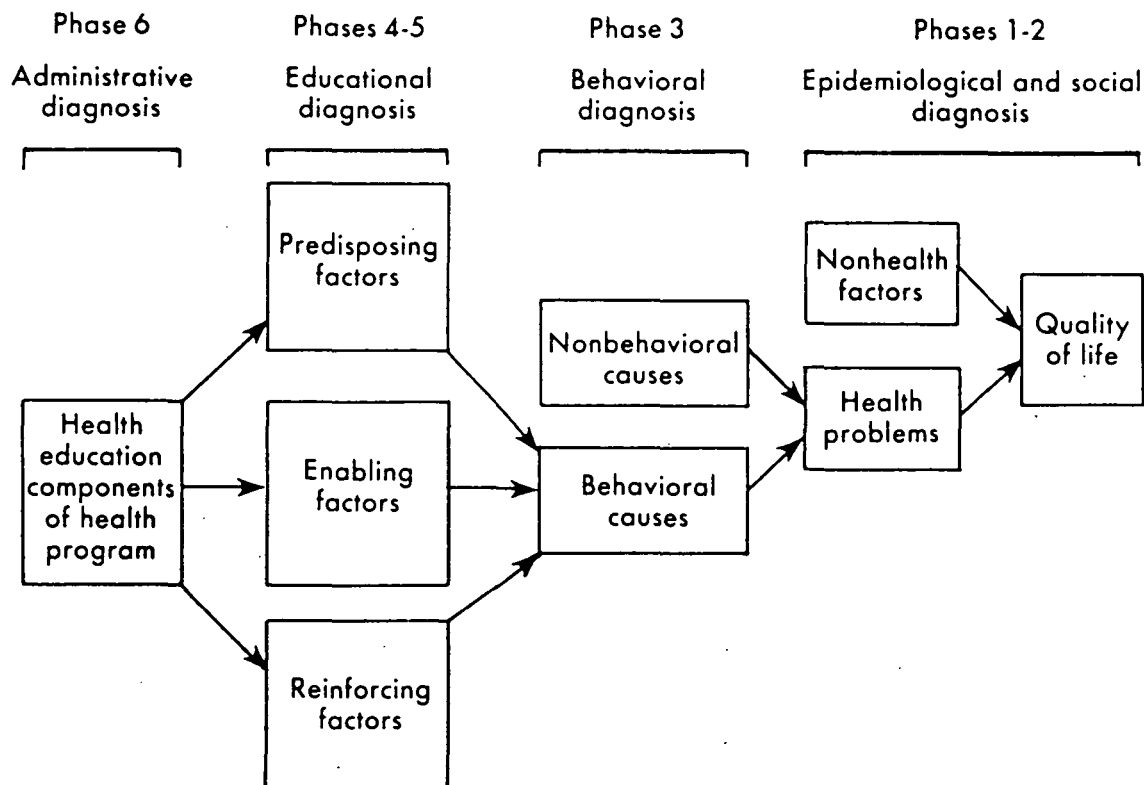 Phase 6
Administrative
diagnosis
Phases 4-5
Educational
diagnosis
Phase 3
Behavioral
diagnosis
Phases 1-2
Epidemiological and social
diagnosis
Health
education
components
of health
program
Predisposing
factors
Enabling
factors
Reinforcing
factors
Nonbehavioral
causes
Behavioral
causes
Nonhealth
factors
Health
problems
Quality
of life